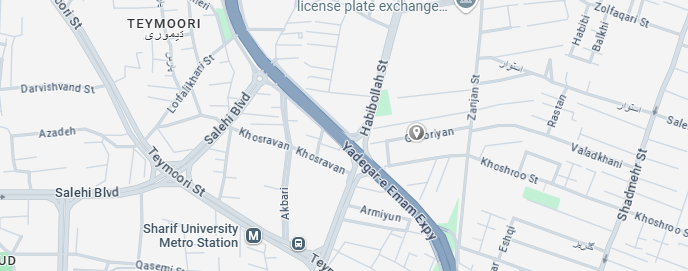 license plate exchange...
TEYMOORI
تیموری
Zolfaqari St
Habibi
Balkhi
Lotfalikhani St
Darvishvand St
Salehi Blvd
Habibollah St
Zanjan St
استوار
استوار
Rastan
Azadeh
Khosravan
Khosravan
Teymoori St
Yadegar-e Emam Expy
Valadkhani
Khoshroo St
Shadmehr St
Salehi Blvd
Akbari
Armiyun
Khoshroo S
Sharif University
Metro Station
M
Eshqi
گلریز
Qasemi St